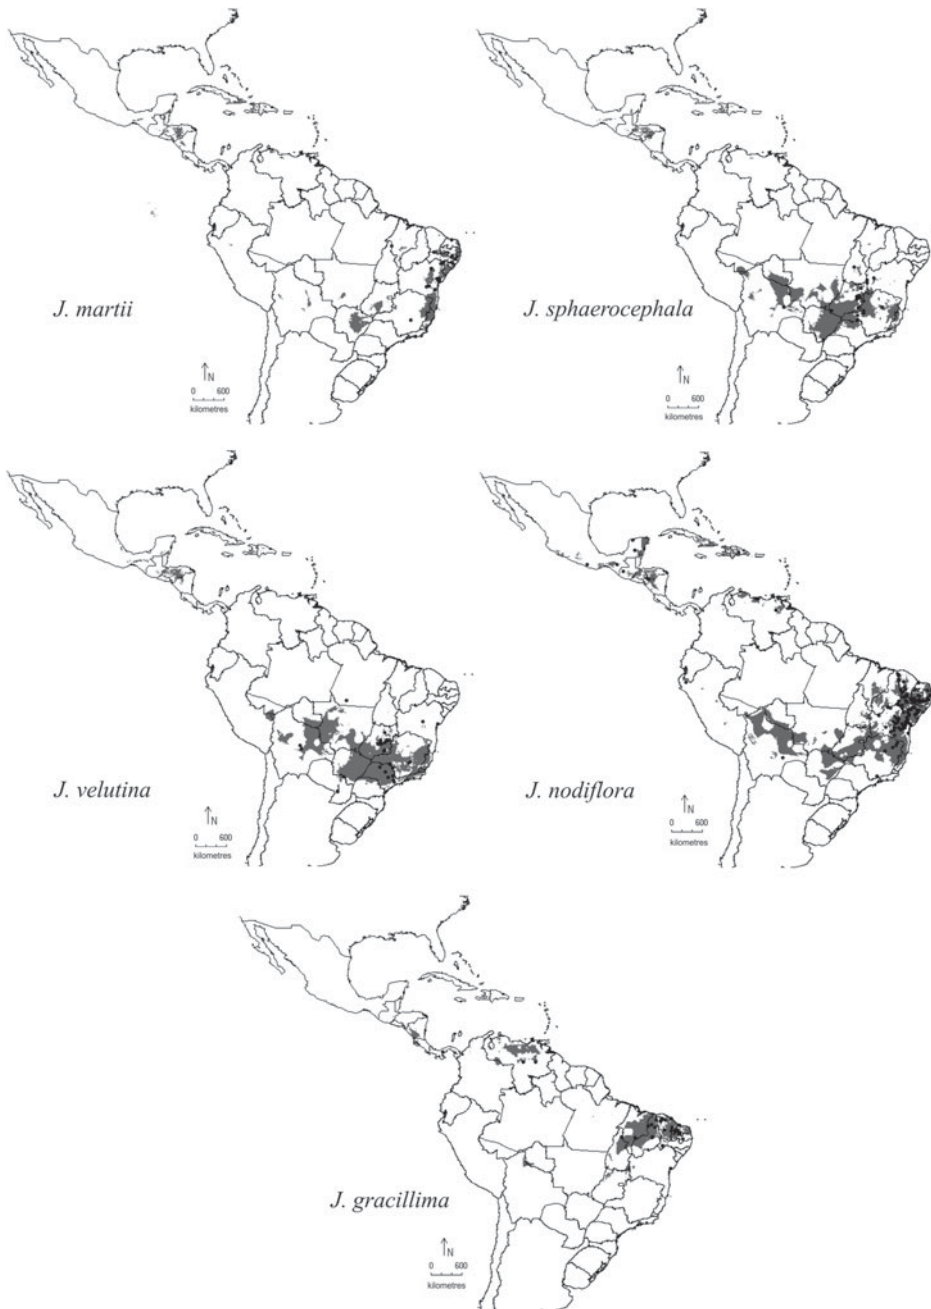 J. martii
N
0 600
kilometres
J. sphaerocephala
N
0 600
kilometres
J. velutina
N
0 600
kilometres
J. nodiflora
N
0 600
kilometres
J. gracillima
N
0 600
kilometres